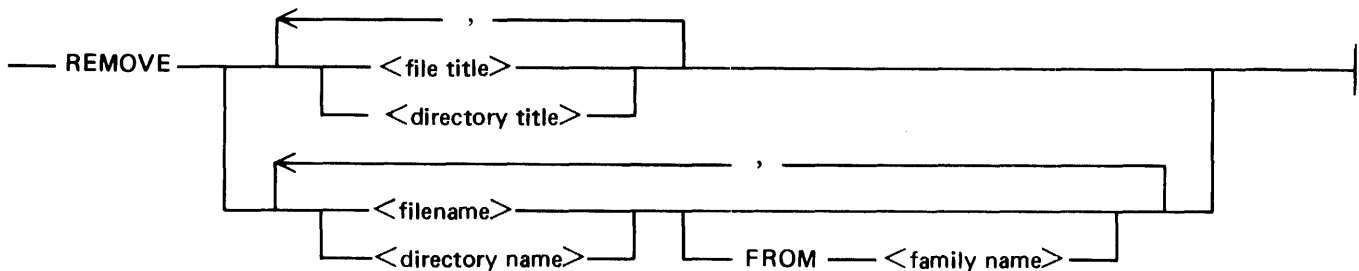 ,
REMOVE <file title>
<directory title>
,
<filename>
<directory name> FROM <family name>